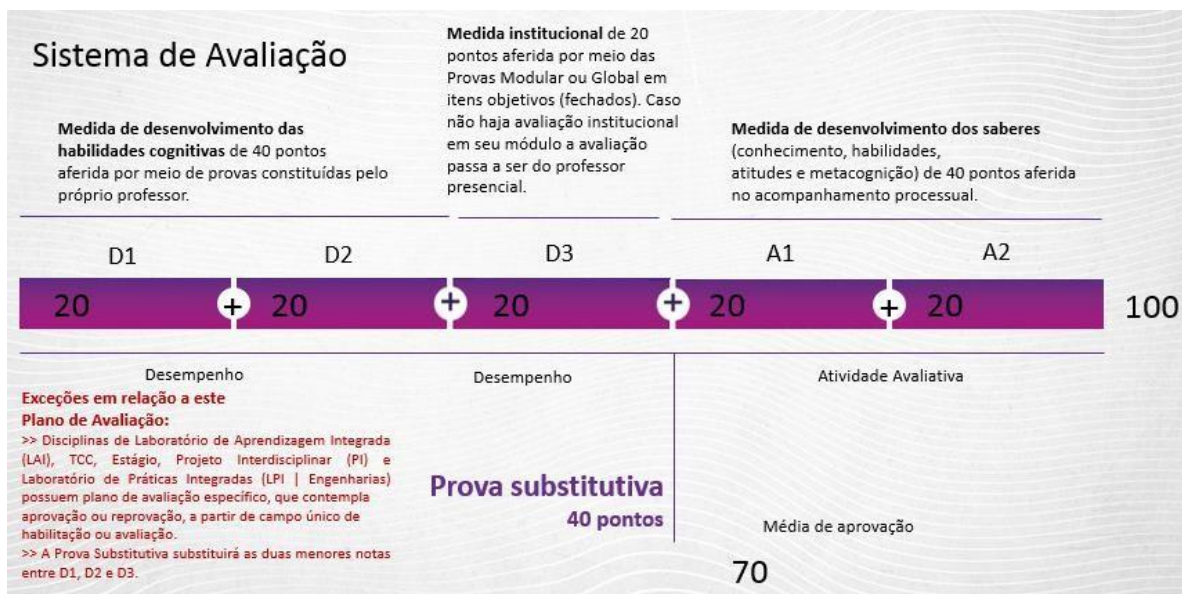 Sistema de Avaliação
Medida de desenvolvimento das
habilidades cognitivas de 40 pontos
aferida por meio de provas constituídas pelo
próprio professor.
Medida institucional de 20
pontos aferida por meio das
Provas Modular ou Global em
itens objetivos (fechados). Caso
não haja avaliação institucional
em seu módulo a avaliação
passa a ser do professor
presencial.
Medida de desenvolvimento dos saberes
(conhecimento, habilidades,
atitudes e metacognição) de 40 pontos aferida
no acompanhamento processual.
D1 D2 D3 A1 A2
20 + 20 + 20 + 20 + 20 100
Desempenho Desempenho Atividade Avaliativa
Exceções em relação a este
Plano de Avaliação:
>> Disciplinas de Laboratório de Aprendizagem Integrada
(LAI), TCC, Estágio, Projeto Interdisciplinar (PI) e
Laboratório de Práticas Integradas (LPI | Engenharias)
possuem plano de avaliação específico, que contempla
aprovação ou reprovação, a partir de campo único de
habilitação ou avaliação.
>> A Prova Substitutiva substituirá as duas menores notas
entre D1, D2 e D3.
Prova substitutiva
40 pontos
Média de aprovação
70